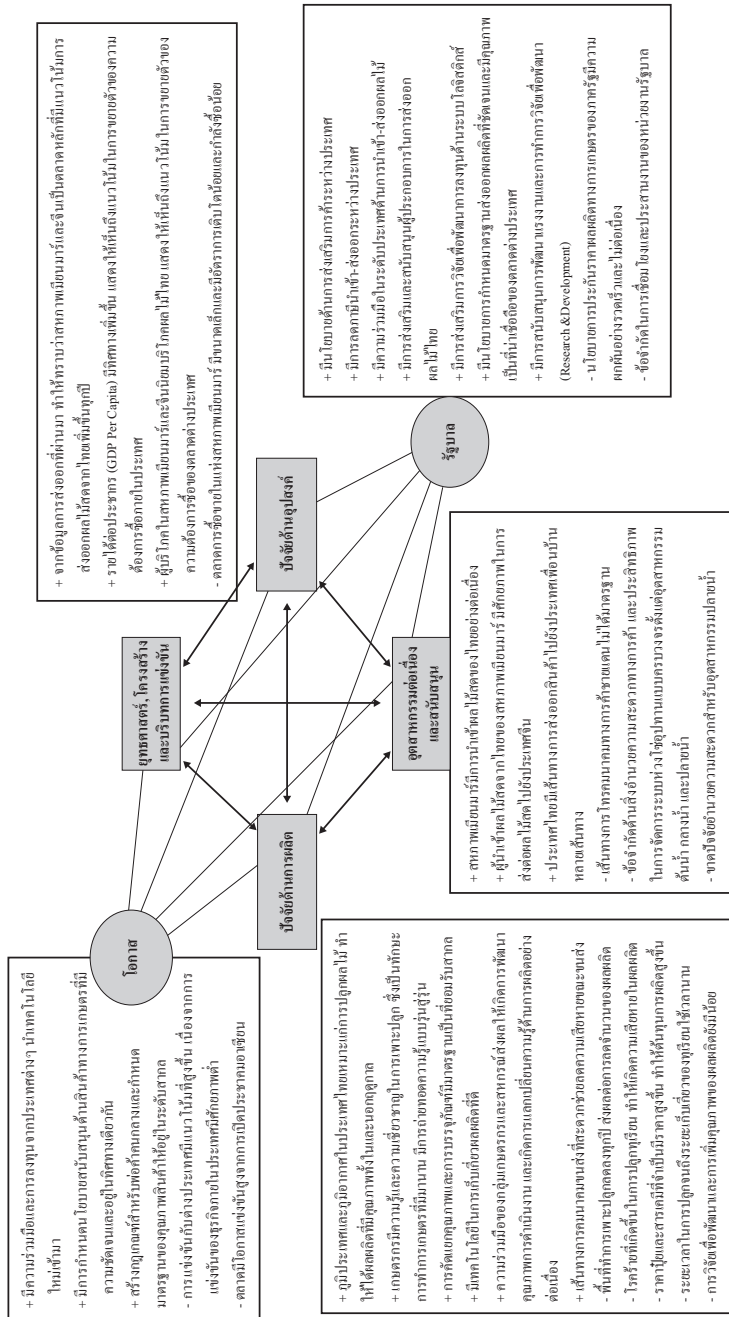 + มีความร่วมมือและการลงทุนจากประเทศต่างๆ นำเทคโนโลยี
ใหม่เข้ามา
+ มีการกำหนดนโยบายสนับสนุนด้านสินค้าทางการเกษตรที่มี
ความชัดเจนและอยู่ในทิศทางเดียวกัน
+ สร้างกฎเกณฑ์สำหรับพ่อค้าคนกลางและกำหนด
มาตรฐานของคุณภาพสินค้าให้อยู่ในระดับสากล
- การแข่งขันกับต่างประเทศมีแนวโน้มที่สูงขึ้น เนื่องจากการ
แข่งขันของธุรกิจภายในประเทศมีศักยภาพต่ำ
- ตลาดมีโอกาสแข่งขันสูงจากการเปิดประชาคมอาเซียน
โอกาส
ยุทธศาสตร์, โครงสร้าง
และบริบทการแข่งขัน
+ จากข้อมูลการส่งออกที่ผ่านมา ทำให้ทราบว่าสหภาพเมียนมาร์และจีนเป็นตลาดหลักที่มีแนวโน้มการ
ส่งออกผลไม้สดจากไทยเพิ่มขึ้นทุกปี
+ รายได้ต่อประชากร (GDP Per Capita) มีทิศทางเพิ่มขึ้น แสดงให้เห็นถึงแนวโน้มในการขยายตัวของความ
ต้องการซื้อภายในประเทศ
+ ผู้บริโภคในสหภาพเมียนมาร์และจีนนิยมบริโภคผลไม้ไทย แสดงให้เห็นถึงแนวโน้มในการขยายตัวของ
ความต้องการซื้อของตลาดต่างประเทศ
- ตลาดการซื้อขายในแห่งสหภาพเมียนมาร์ มีขนาดเล็กและมีอัตราการเติบโตน้อยและกำลังซื้อน้อย
ปัจจัยด้านการผลิต
ปัจจัยด้านอุปสงค์
+ ภูมิประเทศและภูมิอากาศในประเทศไทยเหมาะแก่การปลูกผลไม้ ทำ
ให้ได้ผลผลิตที่มีคุณภาพทั้งในและนอกฤดูกาล
+ เกษตรกรมีความรู้และความเชี่ยวชาญในการเพาะปลูก ซึ่งเป็นทักษะ
การทำการเกษตรที่มีมานาน มีการถ่ายทอดความรู้แบบรุ่นสู่รุ่น
+ การคัดแยกคุณภาพและการบรรจุภัณฑ์มีมาตรฐานเป็นที่ยอมรับสากล
+ มีเทคโนโลยีในการเก็บเกี่ยวผลผลิตที่ดี
+ ความร่วมมือของกลุ่มเกษตรกรและสหกรณ์ส่งผลให้เกิดการพัฒนา
คุณภาพการดำเนินงาน และเกิดการแลกเปลี่ยนความรู้ด้านการผลิตอย่าง
ต่อเนื่อง
+ เส้นทางการคมนาคมขนส่งที่สะดวกช่วยลดความเสียหายขณะขนส่ง
- พื้นที่ทำการเพาะปลูกลดลงทุกปี ส่งผลต่อการลดจำนวนของผลผลิต
- โรคร้ายที่เกิดขึ้นในการปลูกทุเรียน ทำให้เกิดความเสียหายในผลผลิต
- ราคาปุ๋ยและสารเคมีที่จำเป็นมีราคาสูงขึ้น ทำให้ต้นทุนการผลิตสูงขึ้น
- ระยะเวลาในการปลูกจนถึงระยะเก็บเกี่ยวของทุเรียนใช้เวลานาน
- การวิจัยเพื่อพัฒนาและการเพิ่มคุณภาพของผลผลิตยังมีน้อย
อุตสาหกรรมต่อเนื่อง
และสนับสนุน
+ สหภาพเมียนมาร์มีการนำเข้าผลไม้สดของไทยอย่างต่อเนื่อง
+ ผู้นำเข้าผลไม้สดจากไทยของสหภาพเมียนมาร์ มีศักยภาพในการ
ส่งต่อผลไม้สดไปยังประเทศจีน
+ ประเทศไทยมีเส้นทางการส่งออกสินค้าไปยังประเทศเพื่อนบ้าน
หลายเส้นทาง
- เส้นทางการโทรคมนาคมทางการค้าชายแดนไม่ได้มาตรฐาน
- ข้อจำกัดด้านสิ่งอำนวยความสะดวกทางการค้า และประสิทธิภาพ
ในการจัดการระบบห่วงโซ่อุปทานแบบครบวงจรตั้งแต่อุตสาหกรรม
ต้นน้ำ กลางน้ำ และปลายน้ำ
- ขาดปัจจัยอำนวยความสะดวกสำหรับอุตสาหกรรมปลายน้ำ
รัฐบาล
+ มีนโยบายด้านการส่งเสริมการค้าระหว่างประเทศ
+ มีการลดภาษีนำเข้า-ส่งออกระหว่างประเทศ
+ มีความร่วมมือในระดับประเทศด้านการนำเข้า-ส่งออกผลไม้
+ มีการส่งเสริมและสนับสนุนผู้ประกอบการในการส่งออก
ผลไม้ไทย
+ มีการส่งเสริมการวิจัยเพื่อพัฒนาการลงทุนด้านระบบโลจิสติกส์
+ มีนโยบายการกำหนดมาตรฐานส่งออกผลผลิตที่ชัดเจนและมีคุณภาพ
เป็นที่น่าเชื่อถือของตลาดต่างประเทศ
+ มีการสนับสนุนการพัฒนาแรงงานและการทำการวิจัยเพื่อพัฒนา
(Research &Development)
- นโยบายการประกันราคาผลผลิตทางการเกษตรของภาครัฐมีความ
ผกผันอย่างรวดเร็วและไม่ต่อเนื่อง
- ข้อจำกัดในการเชื่อมโยงและประสานงานของหน่วยงานรัฐบาล